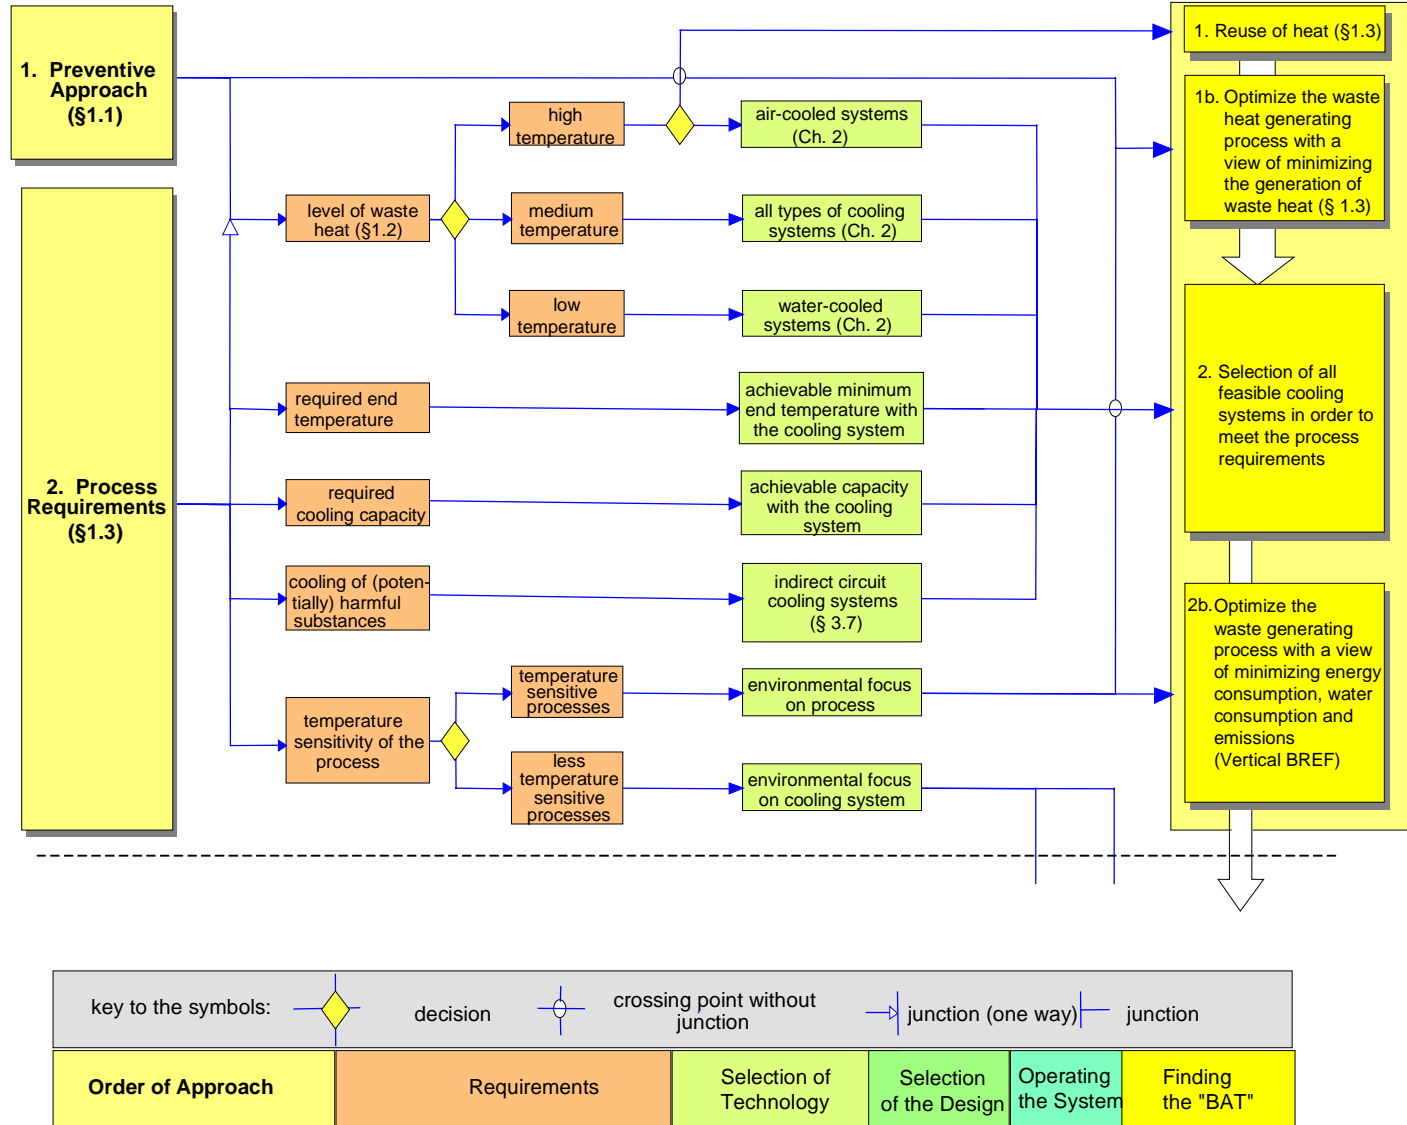 1. Preventive
Approach
(§1.1)
2. Process
Requirements
(§1.3)
level of waste
heat (§1.2)
high
temperature
medium
temperature
low
temperature
air-cooled systems
(Ch. 2)
all types of cooling
systems (Ch. 2)
water-cooled
systems (Ch. 2)
required end
temperature
achievable minimum
end temperature with
the cooling system
required
cooling capacity
achievable capacity
with the cooling
system
cooling of (poten-
tially) harmful
substances
indirect circuit
cooling systems
(§ 3.7)
temperature
sensitivity of the
process
temperature
sensitive
processes
environmental focus
on process
less
temperature
sensitive
processes
environmental focus
on cooling system
1. Reuse of heat (§1.3)
1b. Optimize the waste
heat generating
process with a
view of minimizing
the generation of
waste heat (§ 1.3)
2. Selection of all
feasible cooling
systems in order to
meet the process
requirements
2b. Optimize the
waste generating
process with a view
of minimizing energy
consumption, water
consumption and
emissions
(Vertical BREF)
key to the symbols:
decision
crossing point without
junction
junction (one way)
junction
Order of Approach
Requirements
Selection of
Technology
Selection
of the Design
Operating
the System
Finding
the "BAT"